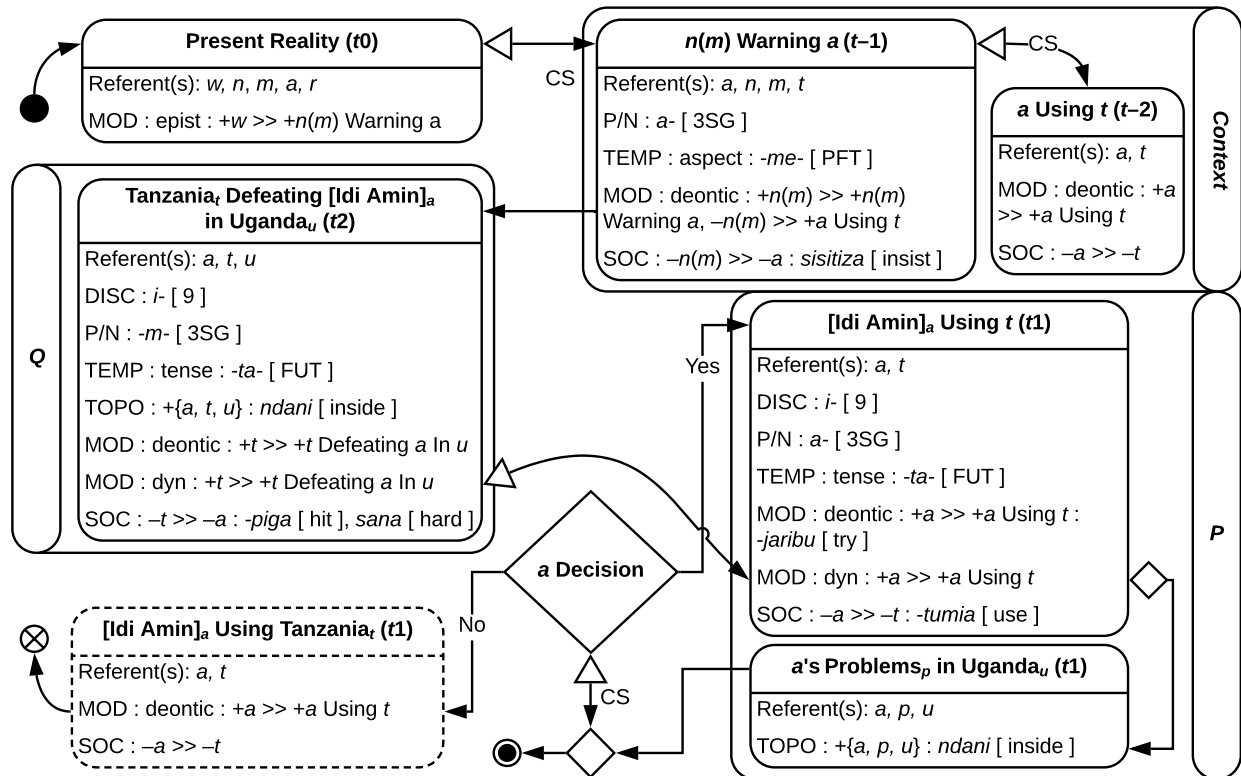 Present Reality (t0)
Referent(s): w, n, m, a, r
MOD : epist : +w >> +n(m) Warning a
CS
n(m) Warning a (t–1)
Referent(s): a, n, m, t
P/N : a- [ 3SG ]
TEMP : aspect : -me- [ PFT ]
MOD : deontic : +n(m) >> +n(m)
Warning a, –n(m) >> +a Using t
SOC : –n(m) >> –a : sisitiza [ insist ]
CS
a Using t (t–2)
Referent(s): a, t
MOD : deontic : +a
>> +a Using t
SOC : –a >> –t
Context
Q
Tanzaniat Defeating [Idi Amin]a
in Ugandau (t2)
Referent(s): a, t, u
DISC : i- [ 9 ]
P/N : -m- [ 3SG ]
TEMP : tense : -ta- [ FUT ]
TOPO : +{a, t, u} : ndani [ inside ]
MOD : deontic : +t >> +t Defeating a In u
MOD : dyn : +t >> +t Defeating a In u
SOC : –t >> –a : -piga [ hit ], sana [ hard ]
Yes
[Idi Amin]a Using t (t1)
Referent(s): a, t
DISC : i- [ 9 ]
P/N : a- [ 3SG ]
TEMP : tense : -ta- [ FUT ]
MOD : deontic : +a >> +a Using t :
-jaribu [ try ]
MOD : dyn : +a >> +a Using t
SOC : –a >> –t : -tumia [ use ]
P
a Decision
No
[Idi Amin]a Using Tanzaniat (t1)
Referent(s): a, t
MOD : deontic : +a >> +a Using t
SOC : –a >> –t
CS
a's Problemsp in Ugandau (t1)
Referent(s): a, p, u
TOPO : +{a, p, u} : ndani [ inside ]